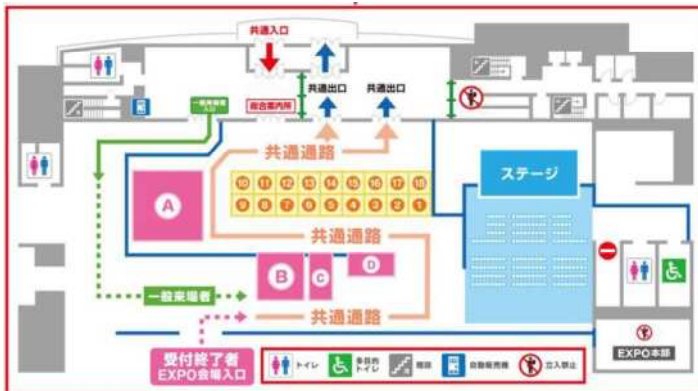 共通入口
共通出口
共通出口
一般来場者
入口
総合案内所
共通通路
ステージ
A
10 11 12 13 14 15 16 17 18
9 8 7 6 5 4 3 2 1
共通通路
B
C
D
一般来場者
共通通路
受付終了者
EXPO会場入口
トイレ
多目的
トイレ
階段
自動販売機
立入禁止
EXPO本部